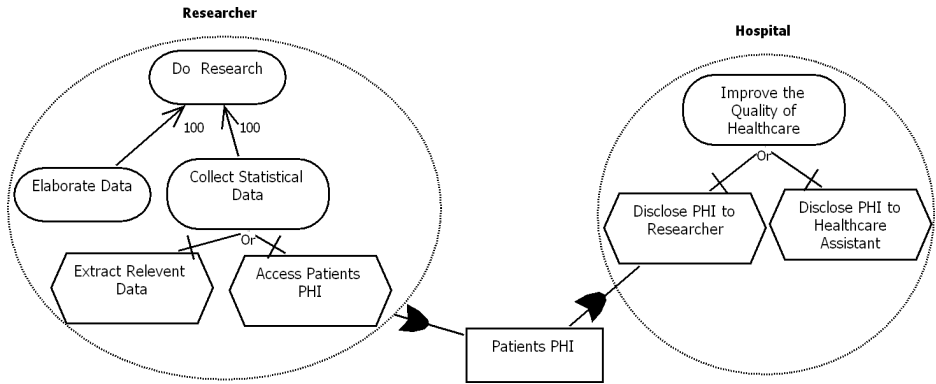 Researcher
Hospital
Do Research
Improve the
Quality of
Healthcare
100
100
Or
Elaborate Data
Collect Statistical
Data
Disclose PHI to
Researcher
Disclose PHI to
Healthcare
Assistant
Or
Extract Relevent
Data
Access Patients
PHI
Patients PHI